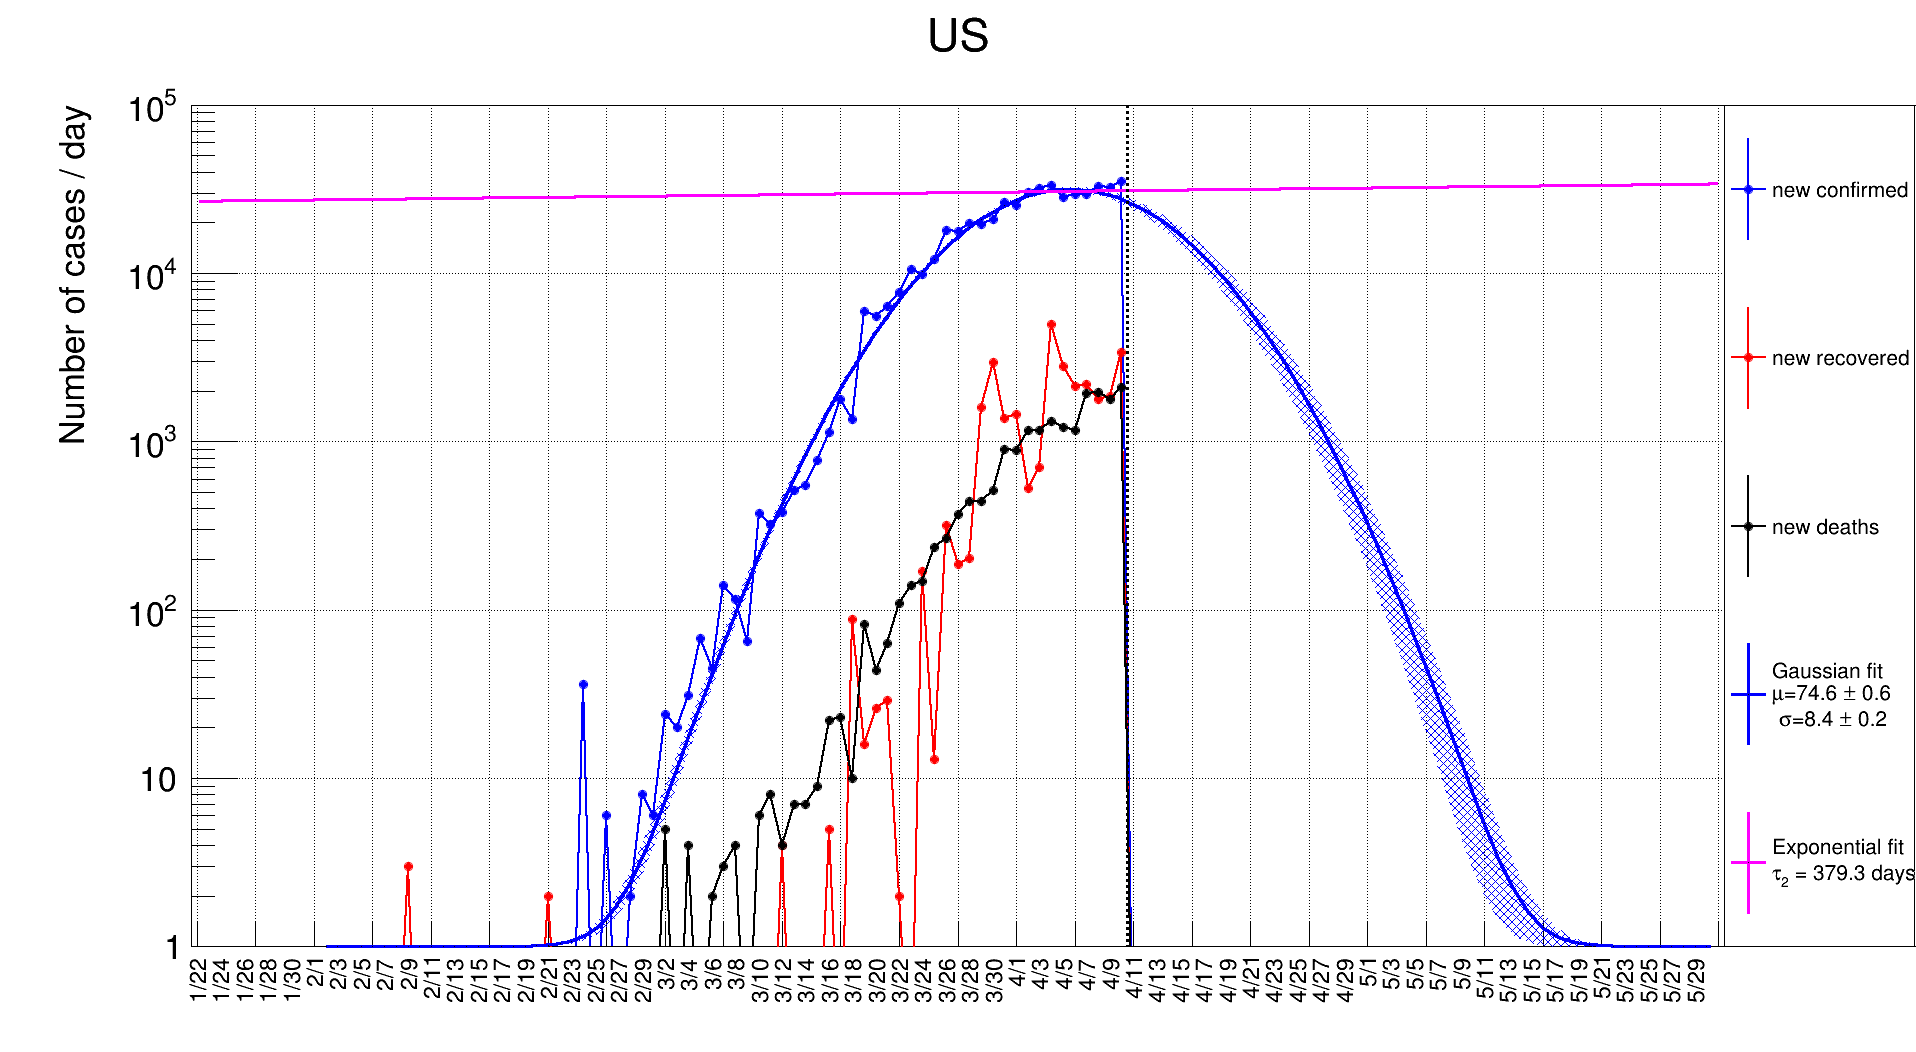 US
Number of cases / day
10⁵
10⁴
10³
10²
10
1
1/22 1/24 1/26 1/28 1/30 2/1 2/3 2/5 2/7 2/9 2/11 2/13 2/15 2/17 2/19 2/21 2/23 2/25 2/27 2/29 3/2 3/4 3/6 3/8 3/10 3/12 3/14 3/16 3/18 3/20 3/22 3/24 3/26 3/28 3/30 4/1 4/3 4/5 4/7 4/9 4/11 4/13 4/15 4/17 4/19 4/21 4/23 4/25 4/27 4/29 5/1 5/3 5/5 5/7 5/9 5/11 5/13 5/15 5/17 5/19 5/21 5/23 5/25 5/27 5/29
new confirmed
new recovered
new deaths
Gaussian fit
μ=74.6 ± 0.6
σ=8.4 ± 0.2
Exponential fit
τ₂ = 379.3 days